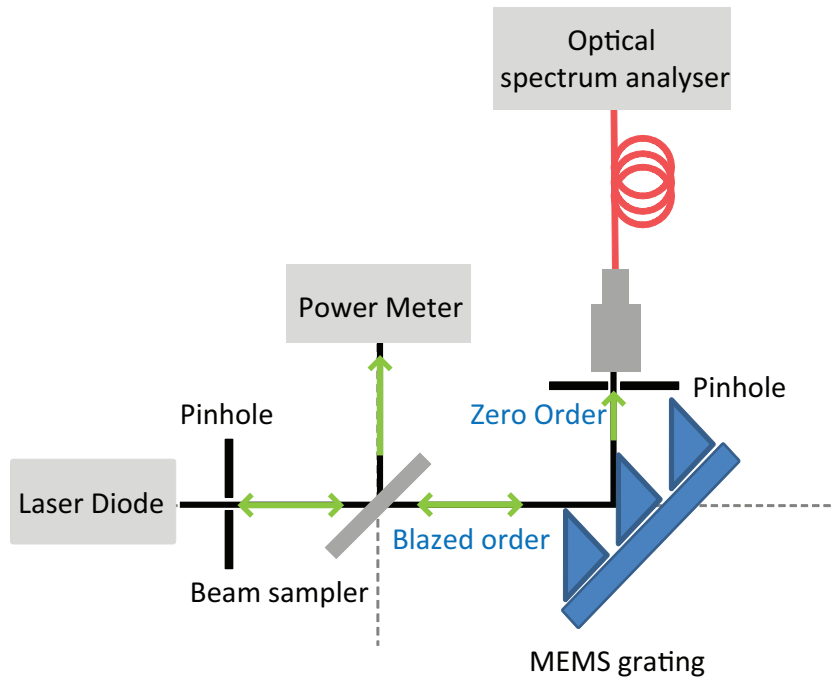 Optical
spectrum analyser
Power Meter
Pinhole
Pinhole
Zero Order
Laser Diode
Blazed order
Beam sampler
MEMS grating